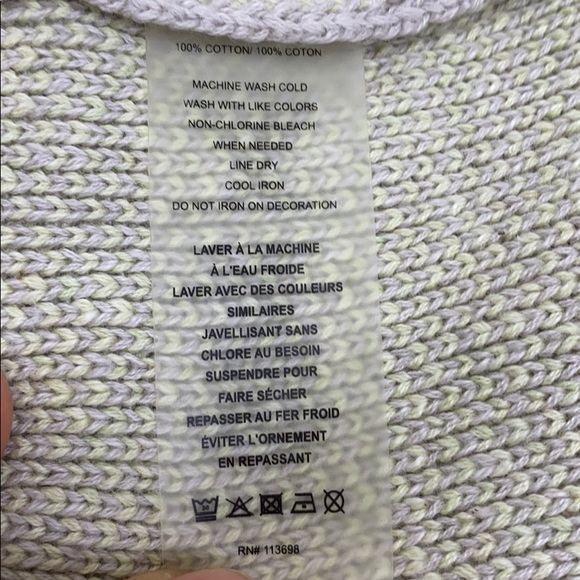 100% COTTON/ 100% COTON
MACHINE WASH COLD
WASH WITH LIKE COLORS
NON-CHLORINE BLEACH
WHEN NEEDED
LINE DRY
COOL IRON
DO NOT IRON ON DECORATION
LAVER À LA MACHINE
À L'EAU FROIDE
LAVER AVEC DES COULEURS
SIMILAIRES
JAVELLISANT SANS
CHLORE AU BESOIN
SUSPENDRE POUR
FAIRE SÉCHER
REPASSER AU FER FROID
ÉVITER L'ORNEMENT
EN REPASSANT
30
RN# 113698